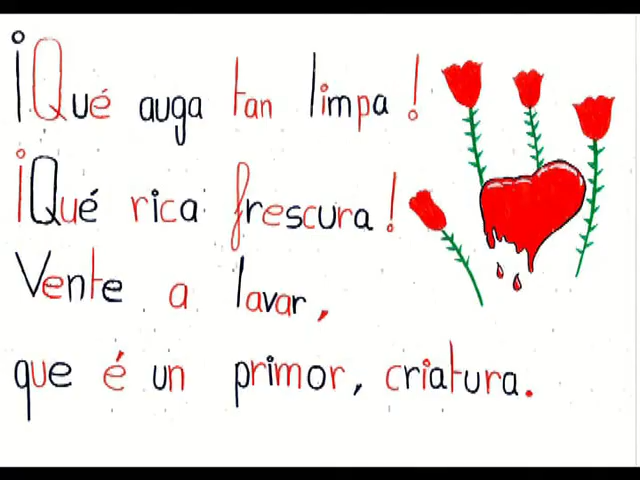 ¡Qué auga tan limpa!
¡Qué rica frescura!
Vente a lavar,
que é un primor, criatura.